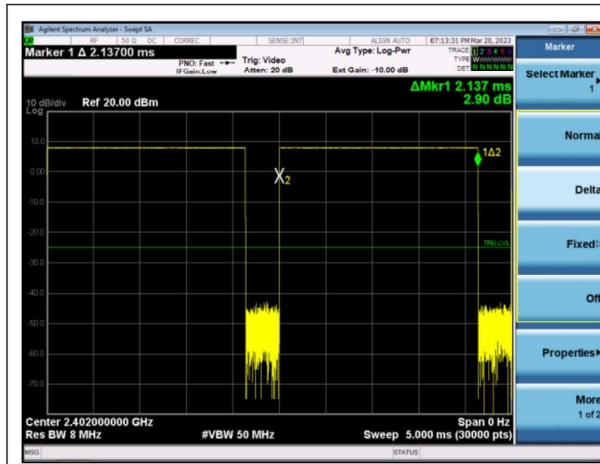 Agilent Spectrum Analyzer - Swept SA
RF 50 Ω DC CORREC SENSE:INT ALIGN AUTO 07:13:31 PM Mar 20, 2023
Marker 1 Δ 2.13700 ms
PNO: Fast
IFGain:Low
Trig: Video
Atten: 20 dB
Avg Type: Log-Pwr
Ext Gain: -10.00 dB
TRACE 1 2 3 4 5 6
TYPE WWWWWWW
DET N N N N N N
ΔMkr1 2.137 ms
2.90 dB
10 dB/div
Log
Ref 20.00 dBm
10.0
0.00
-10.0
-20.0
-30.0
-40.0
-50.0
-60.0
-70.0
1Δ2
X2
TRIG LVL
Center 2.402000000 GHz
Span 0 Hz
Res BW 8 MHz
#VBW 50 MHz
Sweep 5.000 ms (30000 pts)
MSG
STATUS
Marker
Select Marker
1
Normal
Delta
Fixed
Off
Properties
More
1 of 2